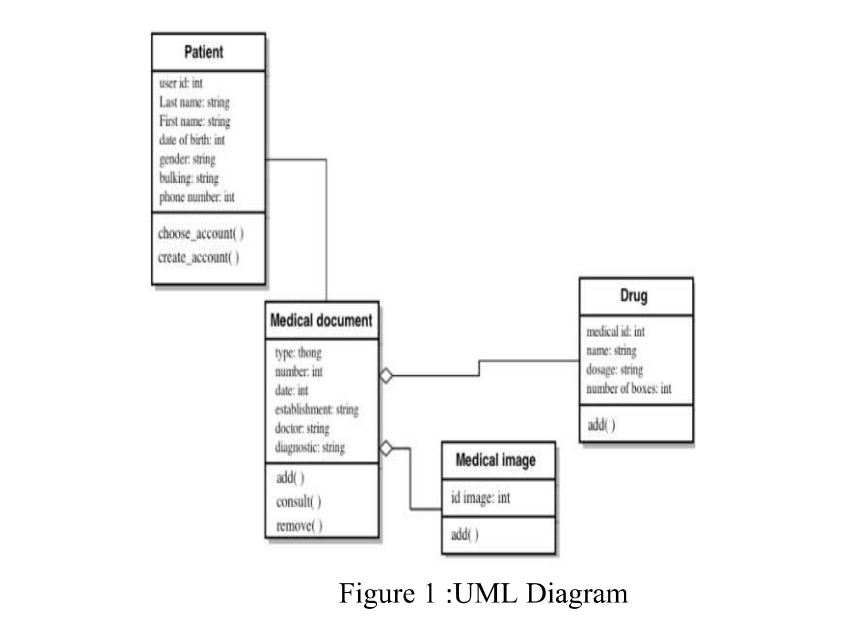 Patient
user id: int
Last name: string
First name: string
date of birth: int
gender: string
bulking: string
phone number: int
choose_account( )
create_account( )
Medical document
type: thong
number: int
date: int
establishment: string
doctor: string
diagnostic: string
add( )
consult( )
remove( )
Drug
medical id: int
name: string
dosage: string
number of boxes: int
add( )
Medical image
id image: int
add( )
Figure 1 :UML Diagram